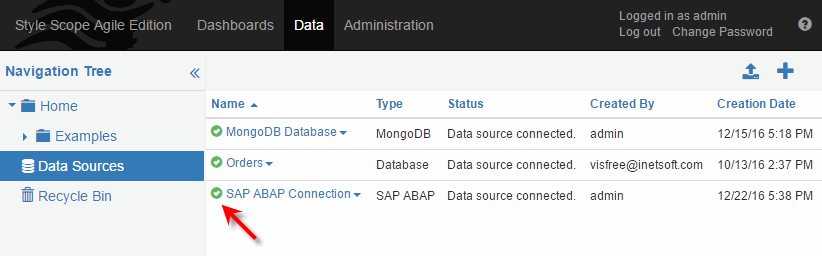 Style Scope Agile Edition Dashboards Data Administration
Logged in as admin
Log out Change Password
Navigation Tree
Home
Examples
Data Sources
Recycle Bin
Name Type Status Created By Creation Date
MongoDB Database MongoDB Data source connected. admin 12/15/16 5:18 PM
Orders Database Data source connected. visfree@inetsoft.com 10/13/16 2:37 PM
SAP ABAP Connection SAP ABAP Data source connected. admin 12/22/16 5:38 PM